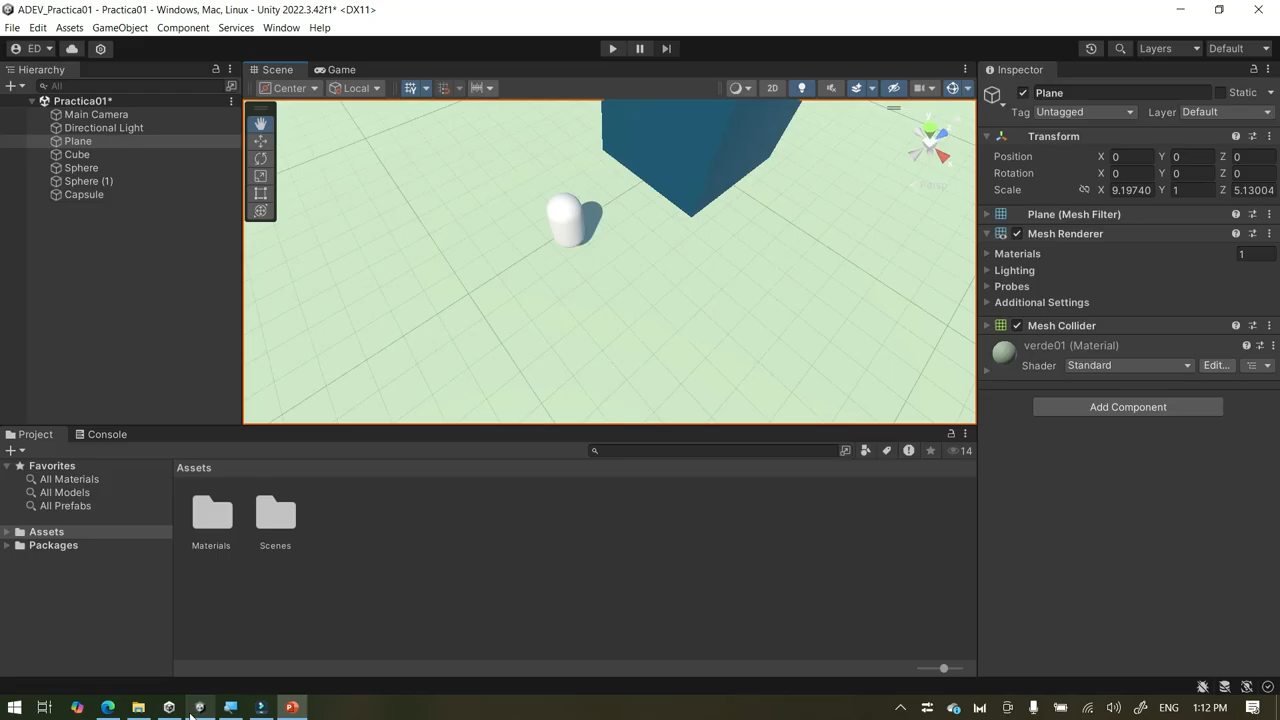 ADEV_Practica01 - Practica01 - Windows, Mac, Linux - Unity 2022.3.42f1* <DX11>
File Edit Assets GameObject Component Services Window Help
ED Layers Default
Hierarchy
All
Practica01*
Main Camera
Directional Light
Plane
Cube
Sphere
Sphere (1)
Capsule
Scene Game
Center Local 2D
y
Persp
Inspector
Plane Static
Tag Untagged Layer Default
Transform
Position X 0 Y 0 Z 0
Rotation X 0 Y 0 Z 0
Scale X 9.19740 Y 1 Z 5.13004
Plane (Mesh Filter)
Mesh Renderer
Materials 1
Lighting
Probes
Additional Settings
Mesh Collider
verde01 (Material)
Shader Standard Edit...
Add Component
Project Console
14
Favorites
All Materials
All Models
All Prefabs
Assets
Packages
Assets
Materials
Scenes
1:12 PM